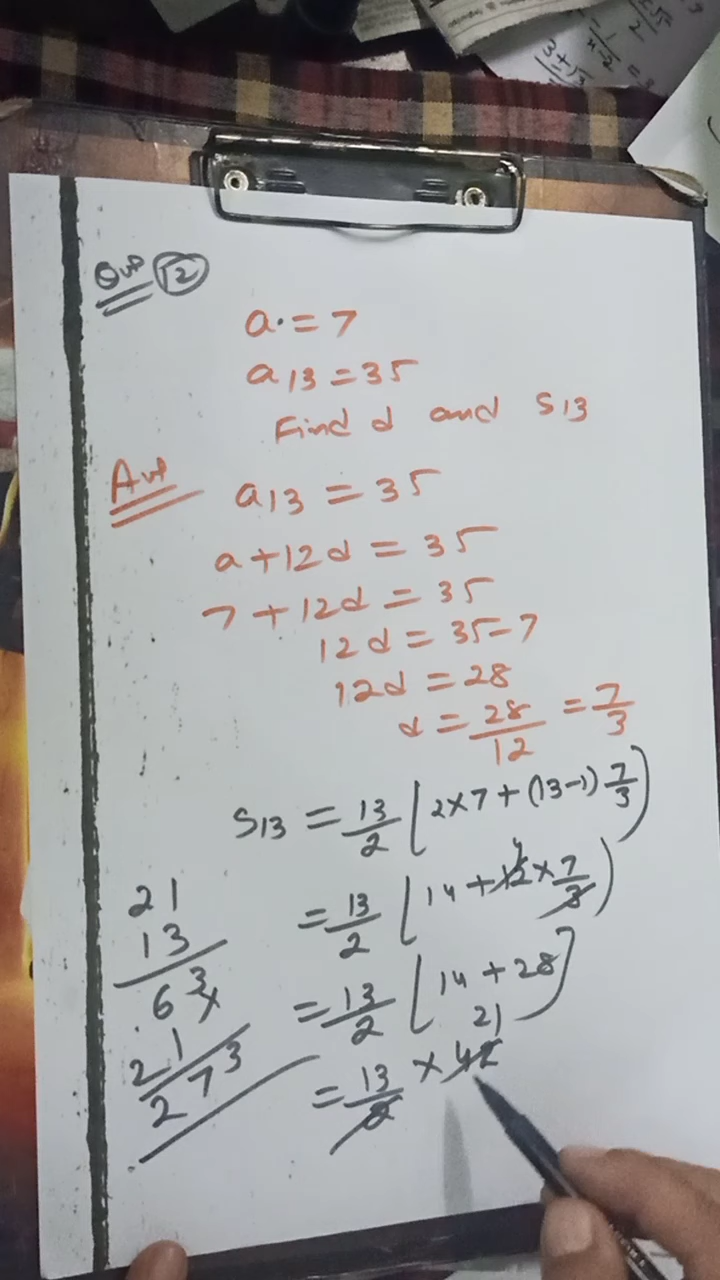 Que 12
a = 7
a13 = 35
Find d and S13
Ans
a13 = 35
a + 12d = 35
7 + 12d = 35
12d = 35 - 7
12d = 28
d = 28/12 = 7/3
S13 = 13/2 [2×7 + (13-1) 7/3]
= 13/2 [14 + 12 × 7/3]
4
= 13/2 [14 + 28]
21
= 13/2 × 42
21
13
63
21×
273